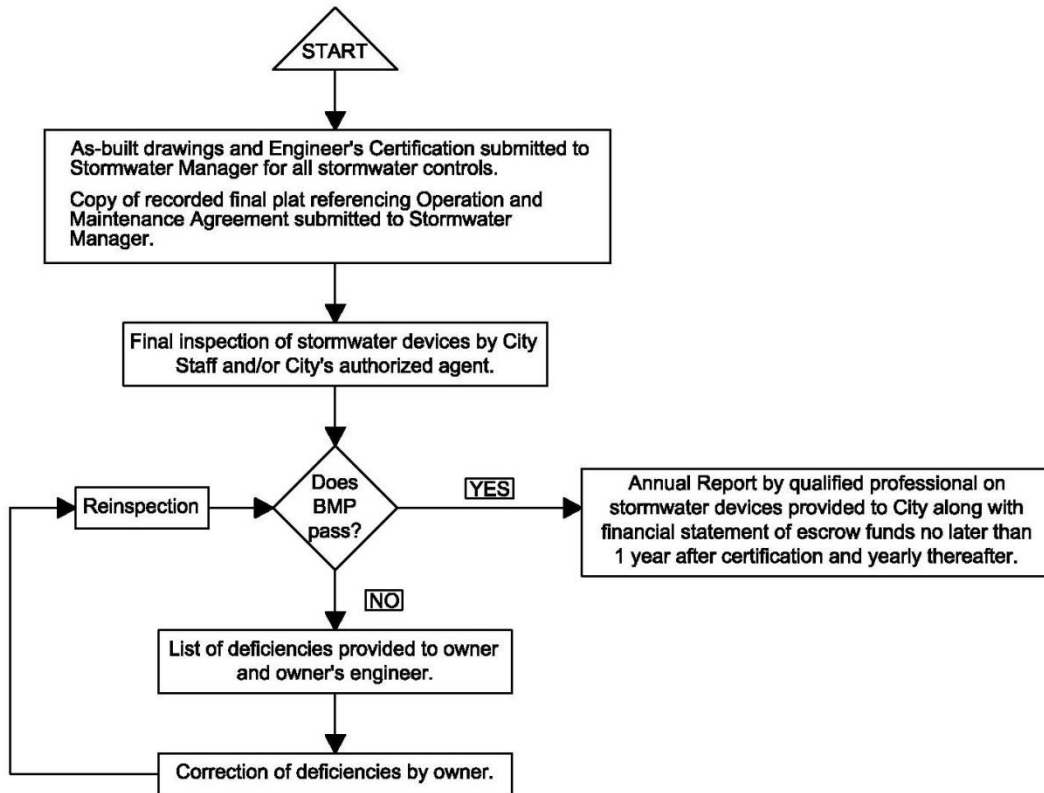 START
As-built drawings and Engineer's Certification submitted to
Stormwater Manager for all stormwater controls.
Copy of recorded final plat referencing Operation and
Maintenance Agreement submitted to Stormwater
Manager.
Final inspection of stormwater devices by City
Staff and/or City's authorized agent.
Reinspection
Does
BMP
pass?
YES
Annual Report by qualified professional on
stormwater devices provided to City along with
financial statement of escrow funds no later than
1 year after certification and yearly thereafter.
NO
List of deficiencies provided to owner
and owner's engineer.
Correction of deficiencies by owner.